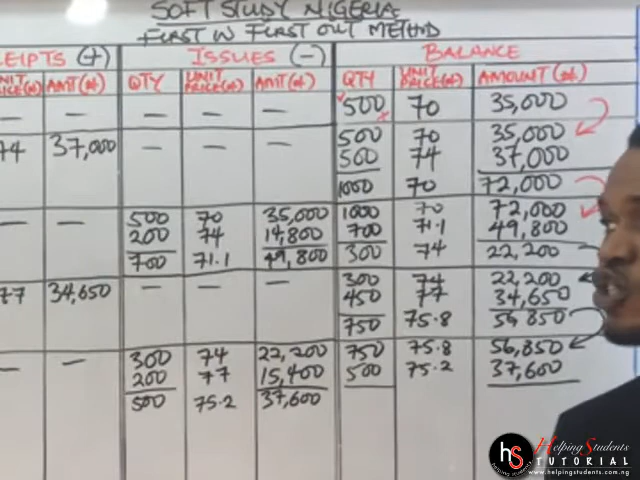 SOFT STUDY NIGERIA
FIRST IN FIRST OUT METHOD
CEIPTS (+) ISSUES (-) BALANCE
UNIT PRICE(₦) AMT(₦) QTY UNIT PRICE(₦) AMT(₦) QTY UNIT PRICE(₦) AMOUNT (₦)
— — — — — 500 70 35,000
74 37,000 — — — 500 70 35,000
500 74 37,000
1000 70 72,000
— — 500 70 35,000 1000 70 72,000
200 74 14,800 700 71.1 49,800
700 71.1 49,800 300 74 22,200
77 34,650 — — — 300 74 22,200
450 77 34,650
750 75.8 56,850
— — 300 74 22,200 750 75.8 56,850
200 77 15,400 500 75.2 37,600
500 75.2 37,600
hs
helping students
Helping Students
TUTORIAL
www.helpingstudents.com.ng